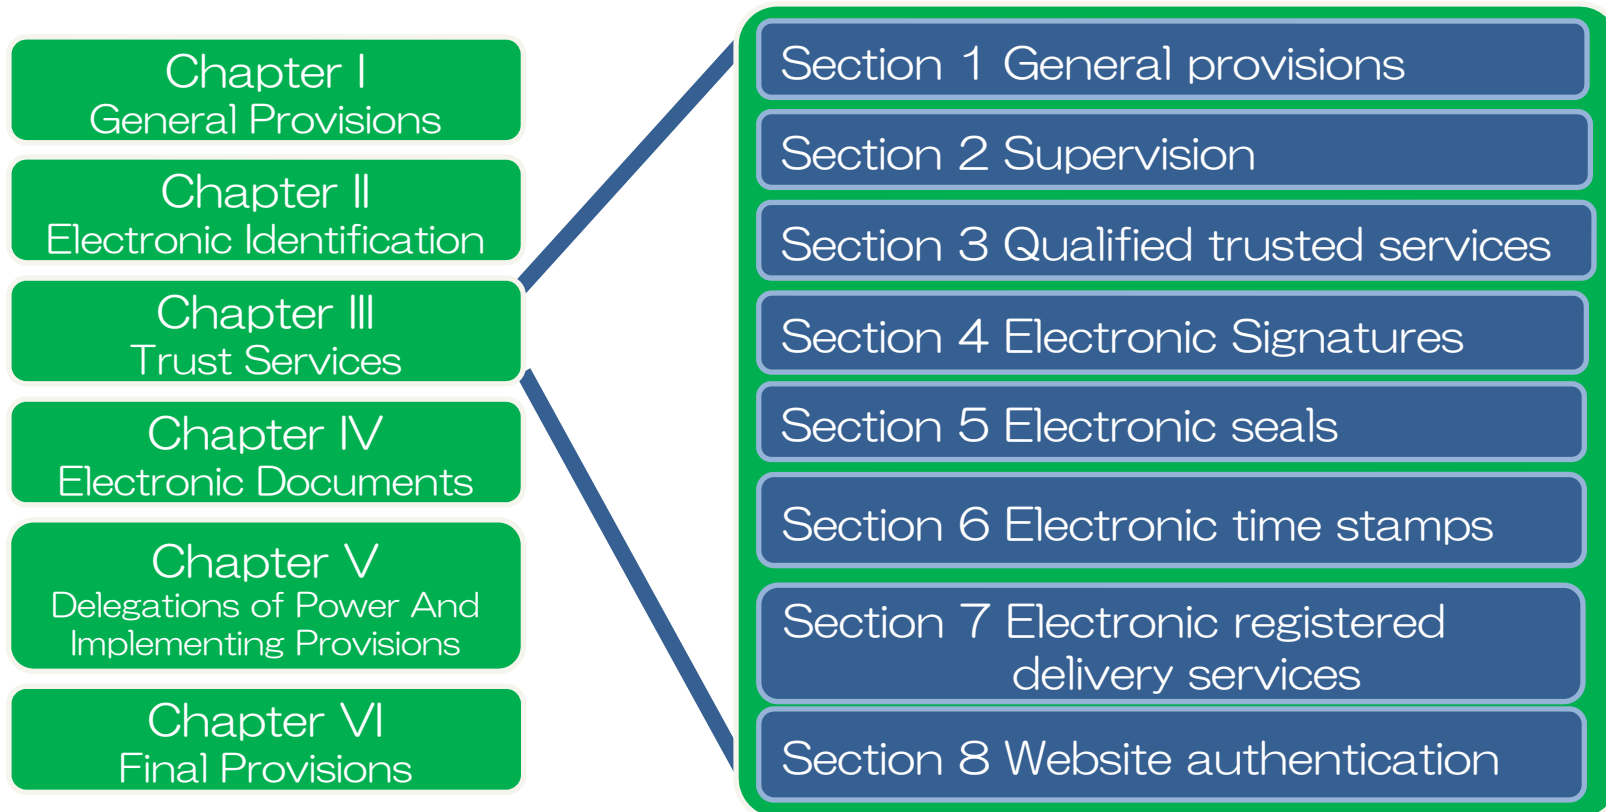 Chapter I
General Provisions
Chapter II
Electronic Identification
Chapter III
Trust Services
Chapter IV
Electronic Documents
Chapter V
Delegations of Power And
Implementing Provisions
Chapter VI
Final Provisions
Section 1 General provisions
Section 2 Supervision
Section 3 Qualified trusted services
Section 4 Electronic Signatures
Section 5 Electronic seals
Section 6 Electronic time stamps
Section 7 Electronic registered
delivery services
Section 8 Website authentication